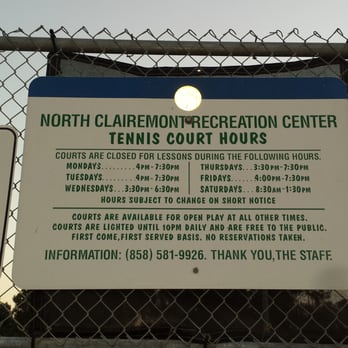 NORTH CLAIREMONT RECREATION CENTER
TENNIS COURT HOURS
COURTS ARE CLOSED FOR LESSONS DURING THE FOLLOWING HOURS.
MONDAYS........4PM-7:30PM THURSDAYS...3:30PM-7:30PM
TUESDAYS.......4PM-7:30PM FRIDAYS.....4:00PM-7:30PM
WEDNESDAYS...3:30PM-6:30PM SATURDAYS...8:30AM-1:30PM
HOURS SUBJECT TO CHANGE ON SHORT NOTICE
COURTS ARE AVAILABLE FOR OPEN PLAY AT ALL OTHER TIMES.
COURTS ARE LIGHTED UNTIL 10PM DAILY AND ARE FREE TO THE PUBLIC.
FIRST COME, FIRST SERVED BASIS. NO RESERVATIONS TAKEN.
INFORMATION: (858) 581-9926. THANK YOU, THE STAFF.